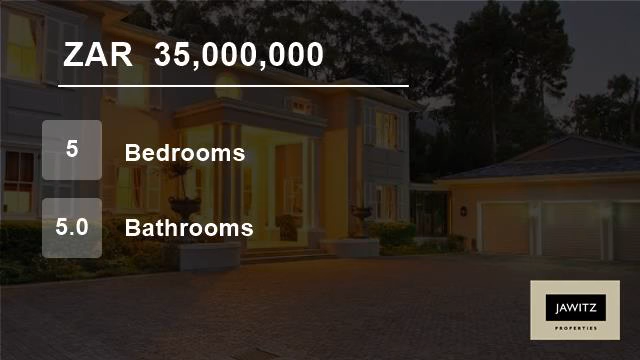 ZAR 35,000,000
5
Bedrooms
5.0
Bathrooms
JAWITZ
PROPERTIES